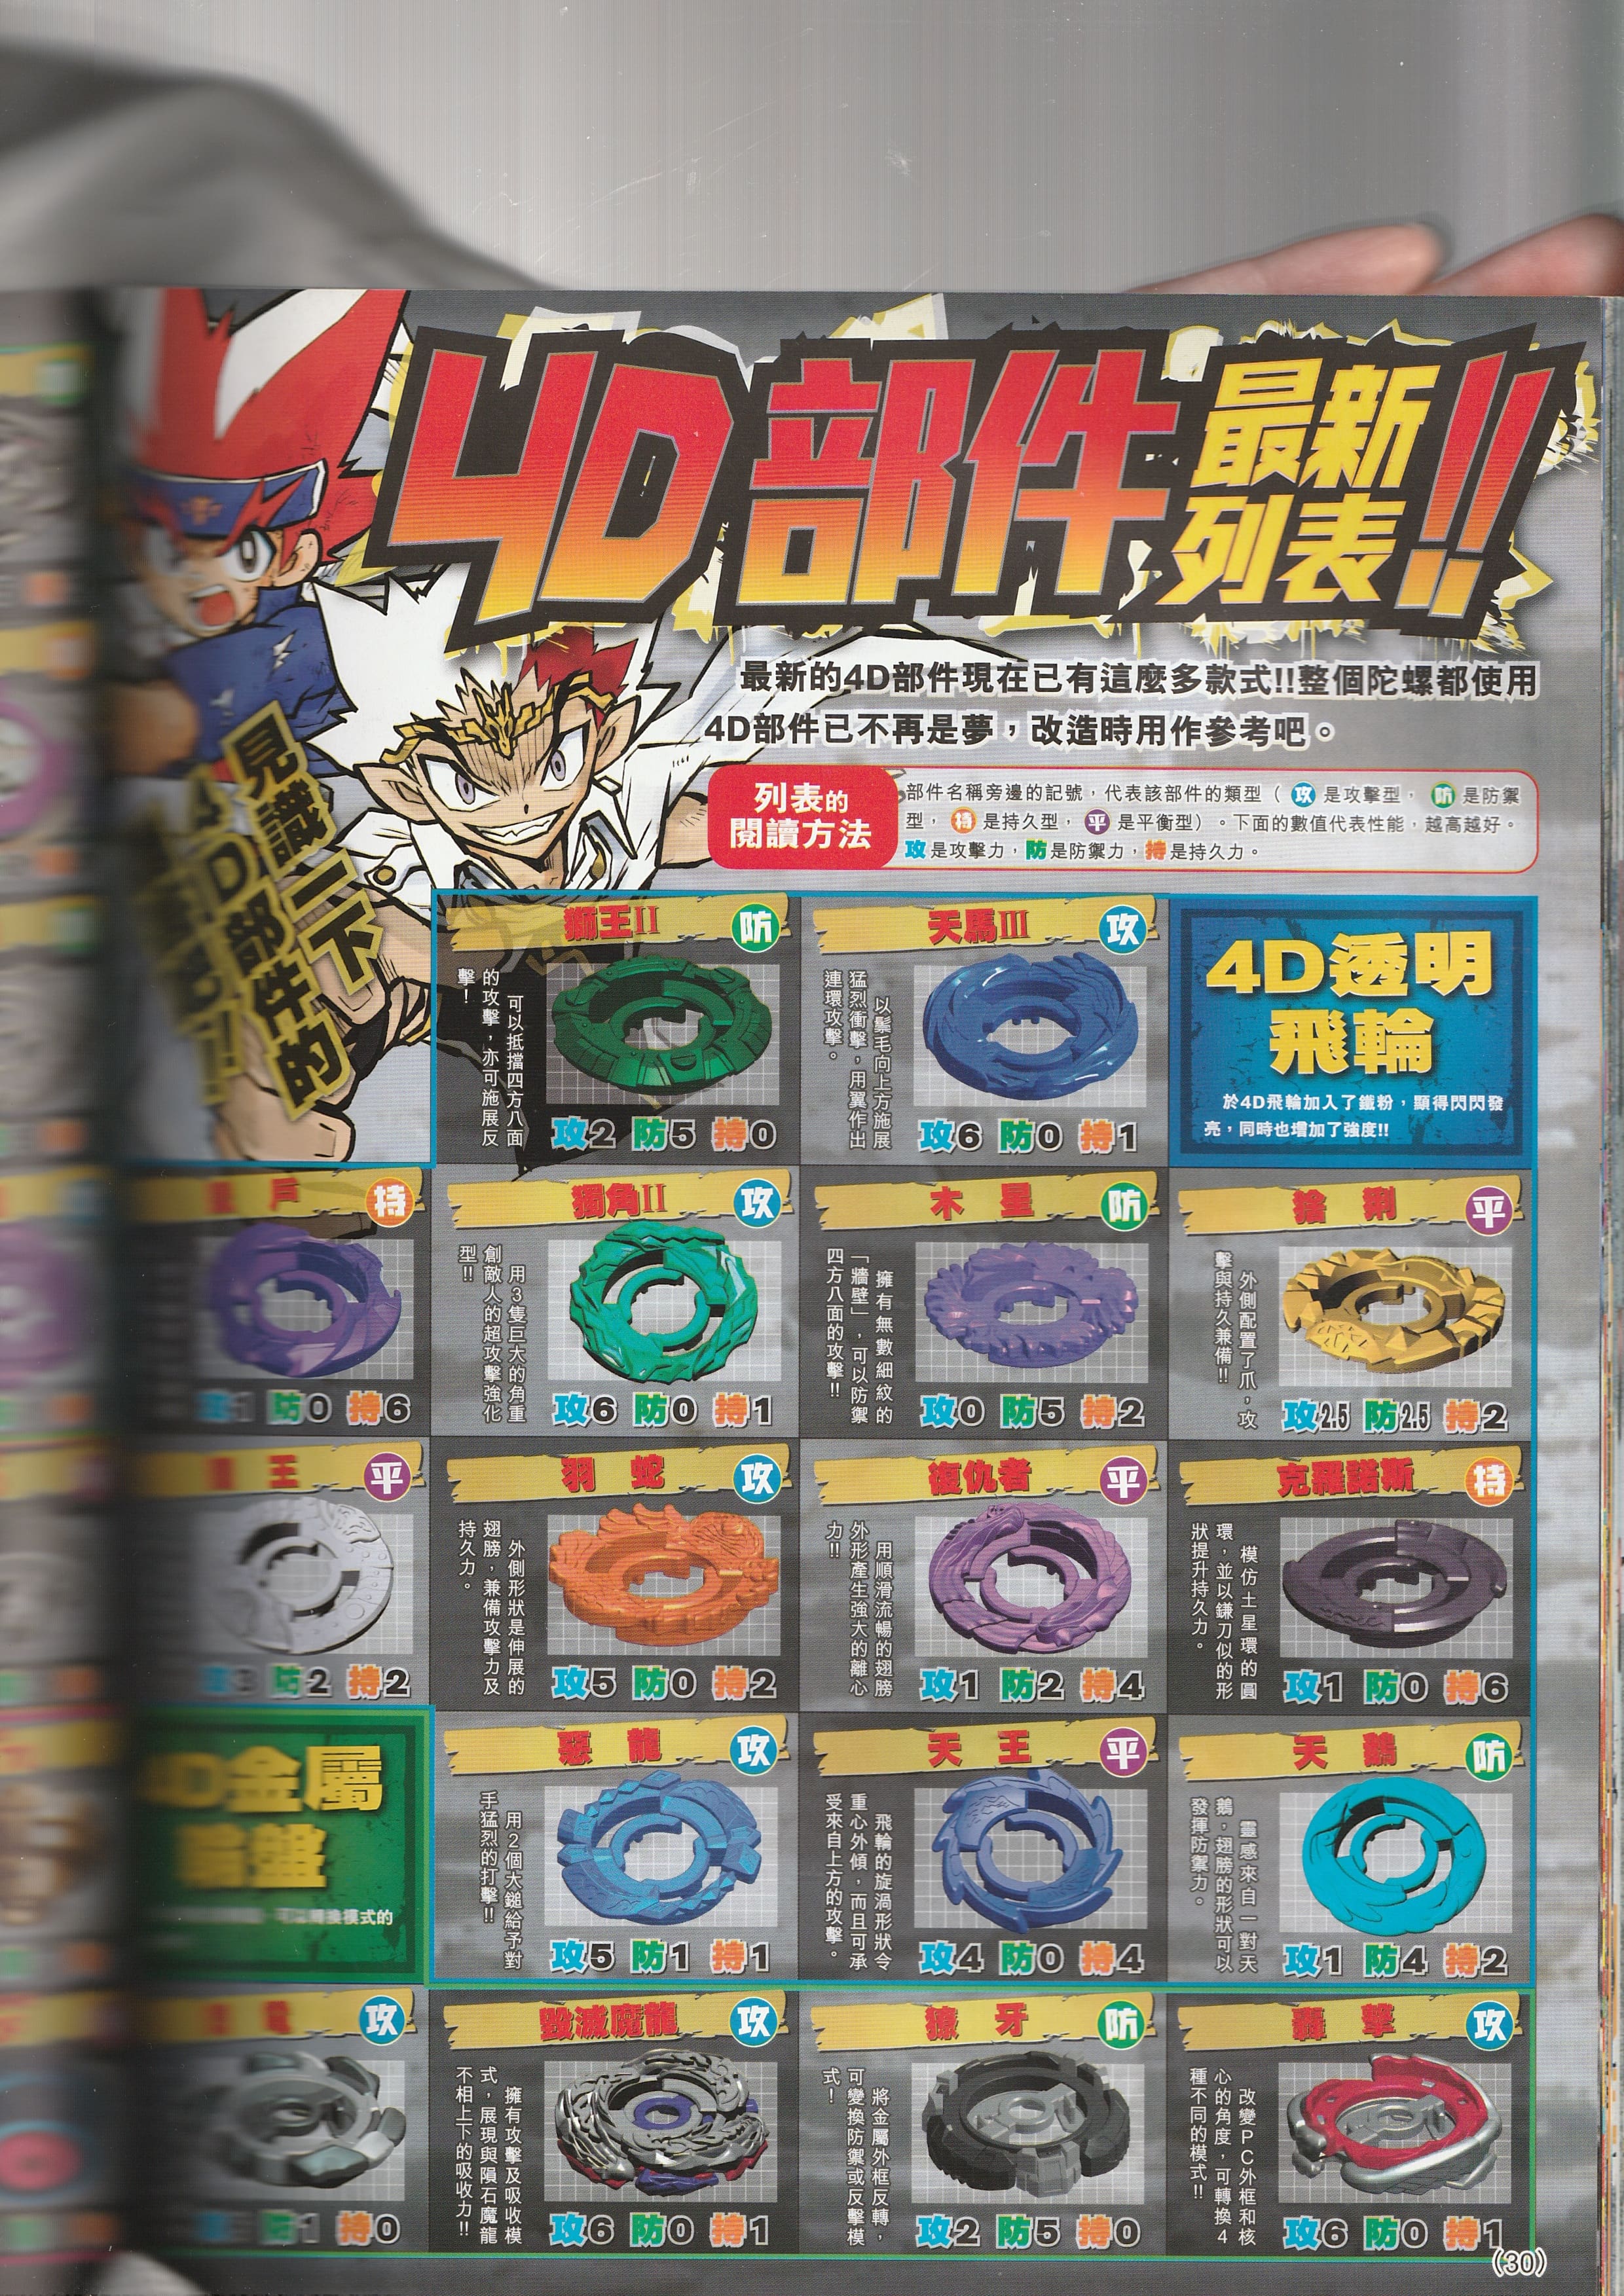 4D部件最新列表!!
最新的4D部件現在已有這麼多款式!!整個陀螺都使用
4D部件已不再是夢，改造時用作參考吧。
列表的
閱讀方法
部件名稱旁邊的記號，代表該部件的類型（攻是攻擊型，防是防禦
型，持是持久型，平是平衡型）。下面的數值代表性能，越高越好。
攻是攻擊力，防是防禦力，持是持久力。
見識一下
4D部件的
4D透明
飛輪
於4D飛輪加入了鐵粉，顯得閃閃發
亮，同時也增加了強度!!
天馬III 攻
以鬃毛向上方施展
猛烈衝擊，用翼作出
連環攻擊。
攻6 防0 持1
獅王II 防
可以抵擋四方八面
的攻擊，亦可施展反
擊！
攻2 防5 持0
捨 猁 平
外側配置了爪，攻
擊與持久兼備!!
攻2.5 防2.5 持2
木 星 防
擁有無數細紋的
「牆壁」，可以防禦
四方八面的攻擊!!
攻0 防5 持2
獨角II 攻
用3隻巨大的角重
創敵人的超攻擊強化
型!!
攻6 防0 持1
持
攻1 防0 持6
克羅諾斯 持
模仿土星環的圓
環，並以鐮刀似的形
狀提升持久力。
攻1 防0 持6
復仇者 平
用順滑流暢的翅膀
外形產生強大的離心
力!!
攻1 防2 持4
羽 蛇 攻
外側形狀是伸展的
翅膀，兼備攻擊力及
持久力。
攻5 防0 持2
王 平
攻3 防2 持2
天 鵝 防
靈感來自一對天
鵝，翅膀的形狀可以
發揮防禦力。
攻1 防4 持2
天 王 平
飛輪的旋渦形狀令
重心外傾，而且可承
受來自上方的攻擊。
攻4 防0 持4
惡 龍 攻
用2個大鎚給予對
手猛烈的打擊!!
攻5 防1 持1
4D金屬
輪盤
可以轉換模式的
轟 擊 攻
改變PC外框和核
心的角度，可轉換4
種不同的模式!!
攻6 防0 持1
獠 牙 防
將金屬外框反轉，
可變換防禦或反擊模
式！
攻2 防5 持0
毀滅魔龍 攻
擁有攻擊及吸收模
式，展現與隕石魔龍
不相上下的吸收力!!
攻6 防0 持1
攻
防1 持0
(30)